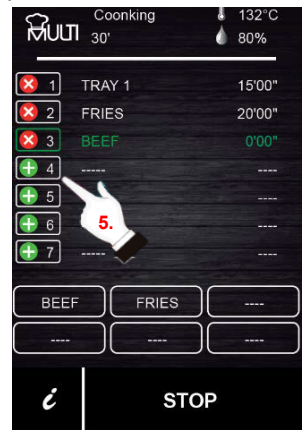 MULTI Coonking 132°C
30' 80%
1 TRAY 1 15'00"
2 FRIES 20'00"
3 BEEF 0'00"
4 ----- ----
5 ----
6 ----
7 ----- ----
5.
BEEF FRIES ----
---- ---- ----
i STOP